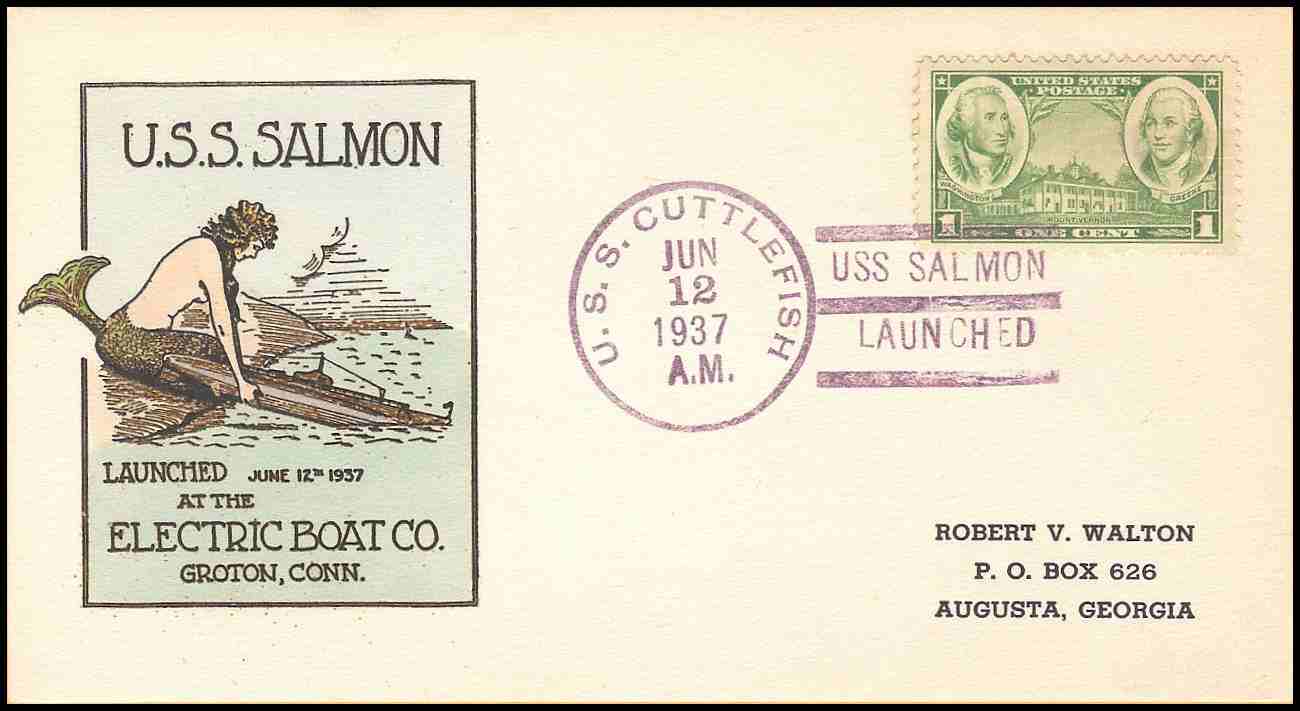 U.S.S. SALMON
LAUNCHED JUNE 12TH 1937
AT THE
ELECTRIC BOAT CO.
GROTON, CONN.
U.S.S. CUTTLEFISH
JUN
12
1937
A.M.
USS SALMON
LAUNCHED
UNITED STATES
POSTAGE
WASHINGTON
GREENE
MOUNT VERNON
1 ONE CENT 1
ROBERT V. WALTON
P. O. BOX 626
AUGUSTA, GEORGIA